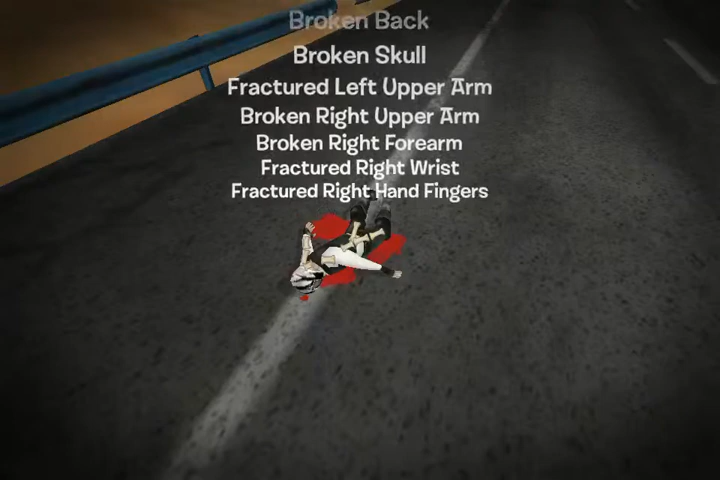 Broken Back
Broken Skull
Fractured Left Upper Arm
Broken Right Upper Arm
Broken Right Forearm
Fractured Right Wrist
Fractured Right Hand Fingers